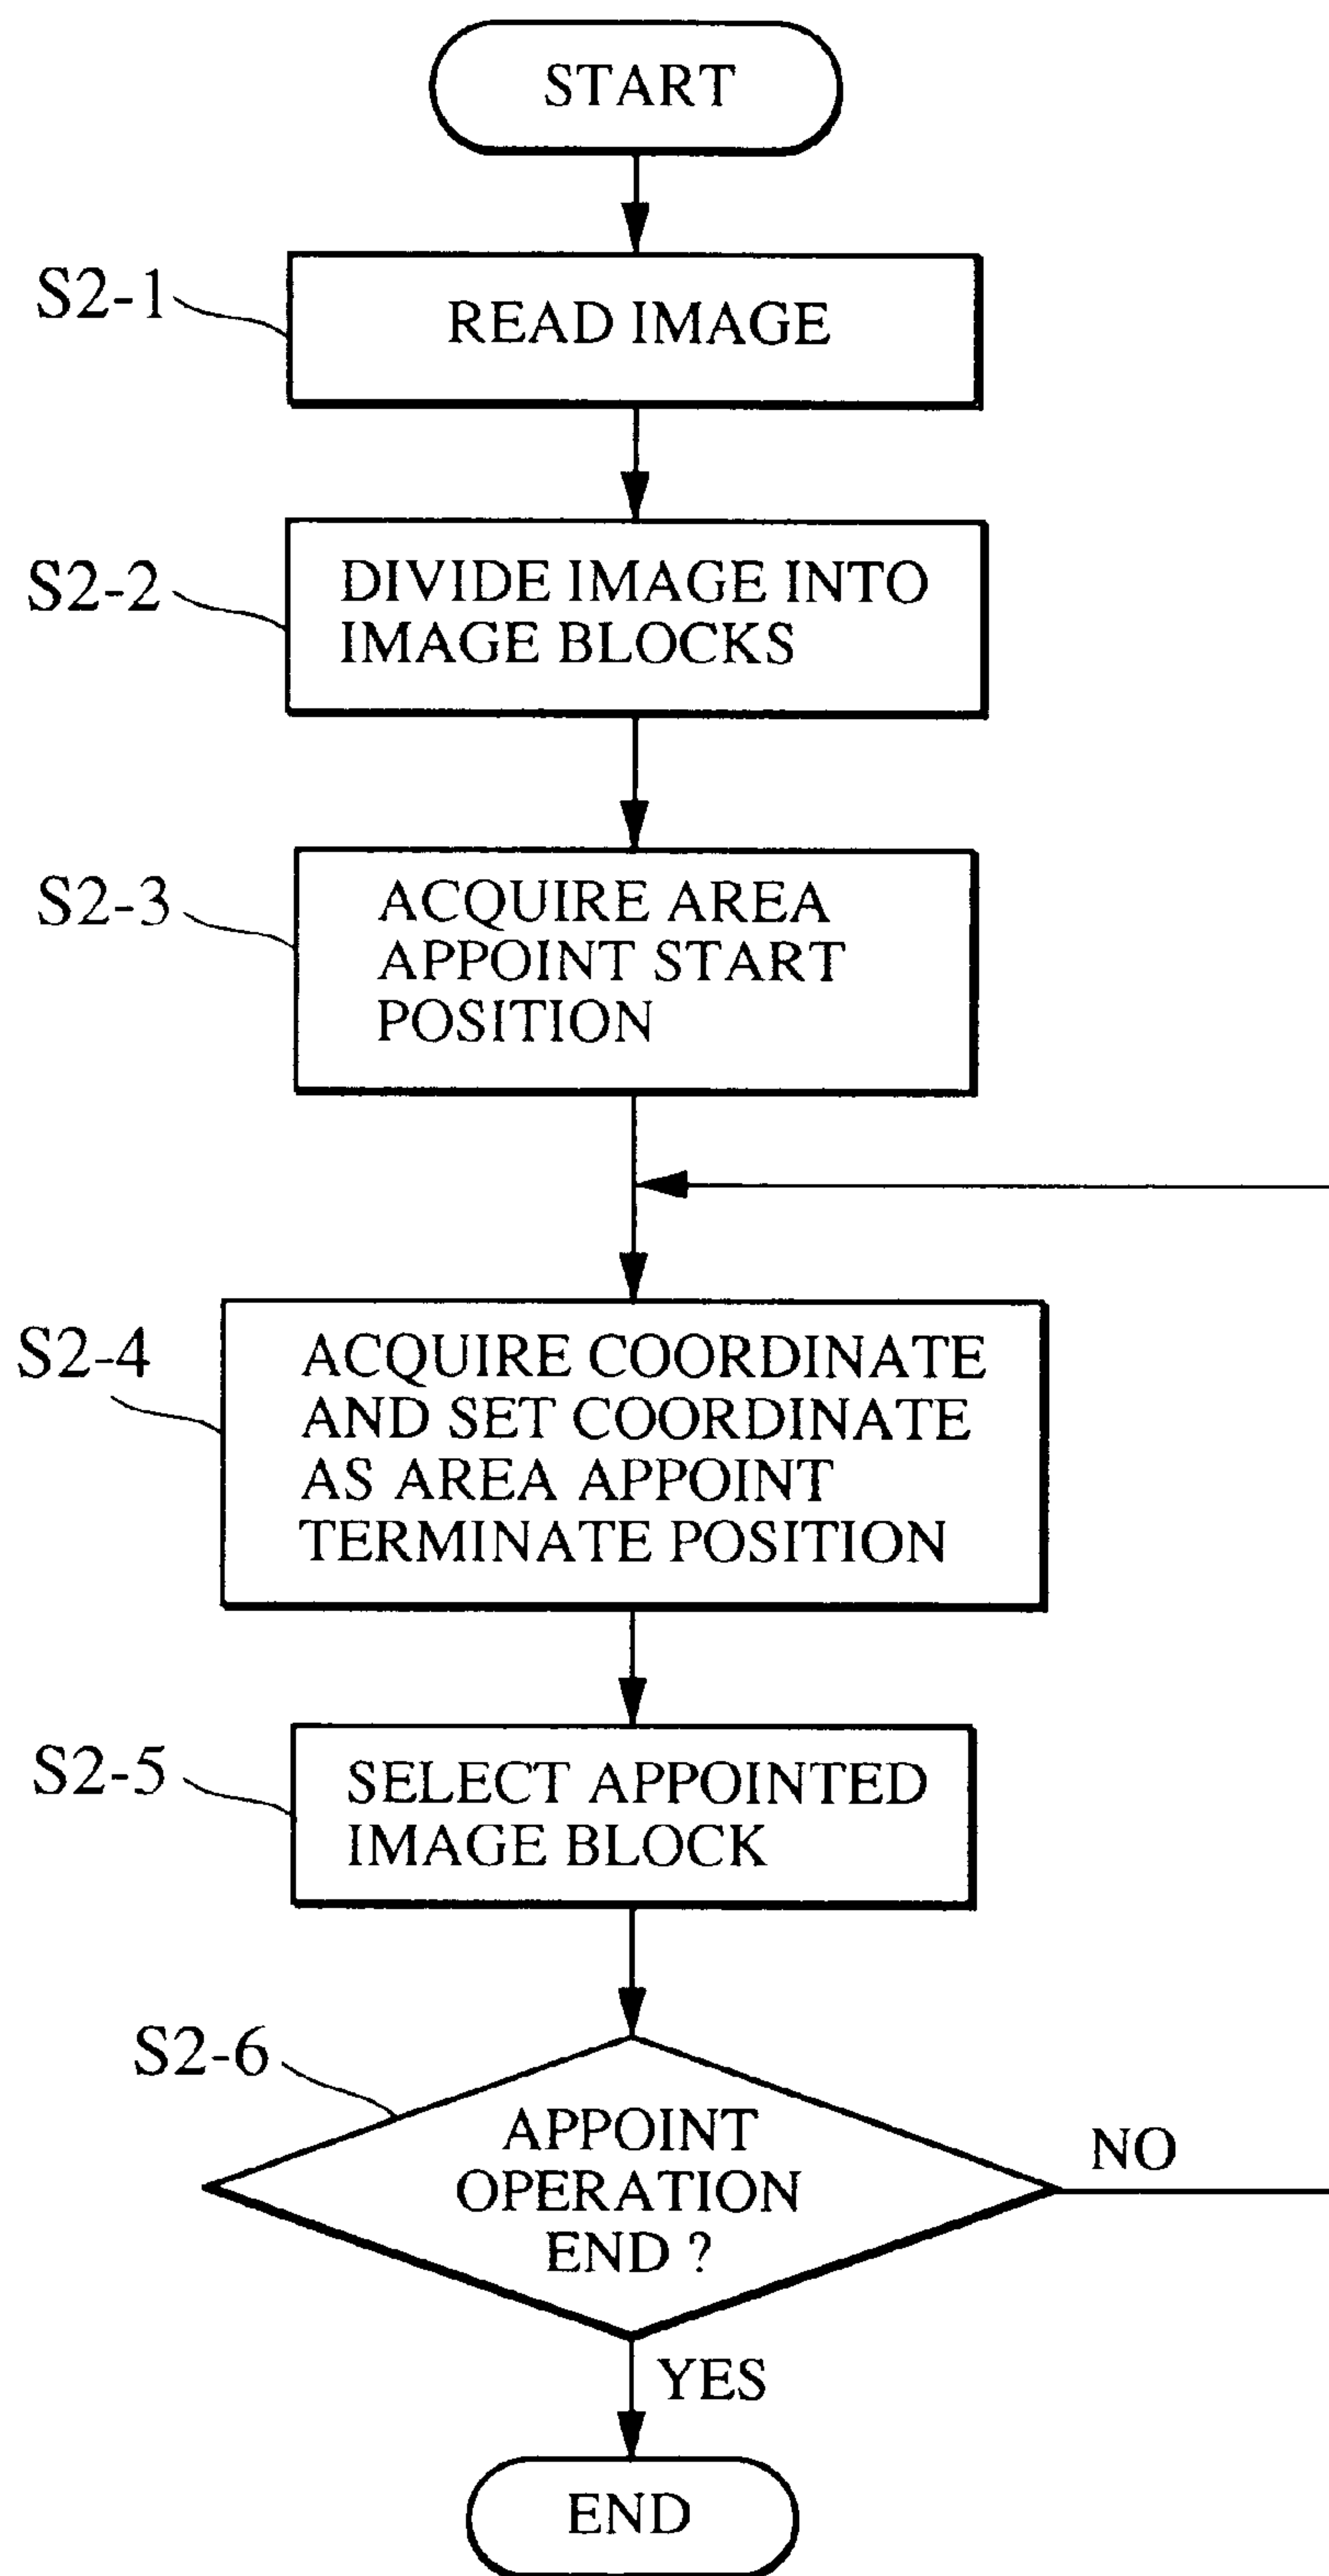 START
S2-1
READ IMAGE
S2-2
DIVIDE IMAGE INTO
IMAGE BLOCKS
S2-3
ACQUIRE AREA
APPOINT START
POSITION
S2-4
ACQUIRE COORDINATE
AND SET COORDINATE
AS AREA APPOINT
TERMINATE POSITION
S2-5
SELECT APPOINTED
IMAGE BLOCK
S2-6
APPOINT
OPERATION
END ?
NO
YES
END